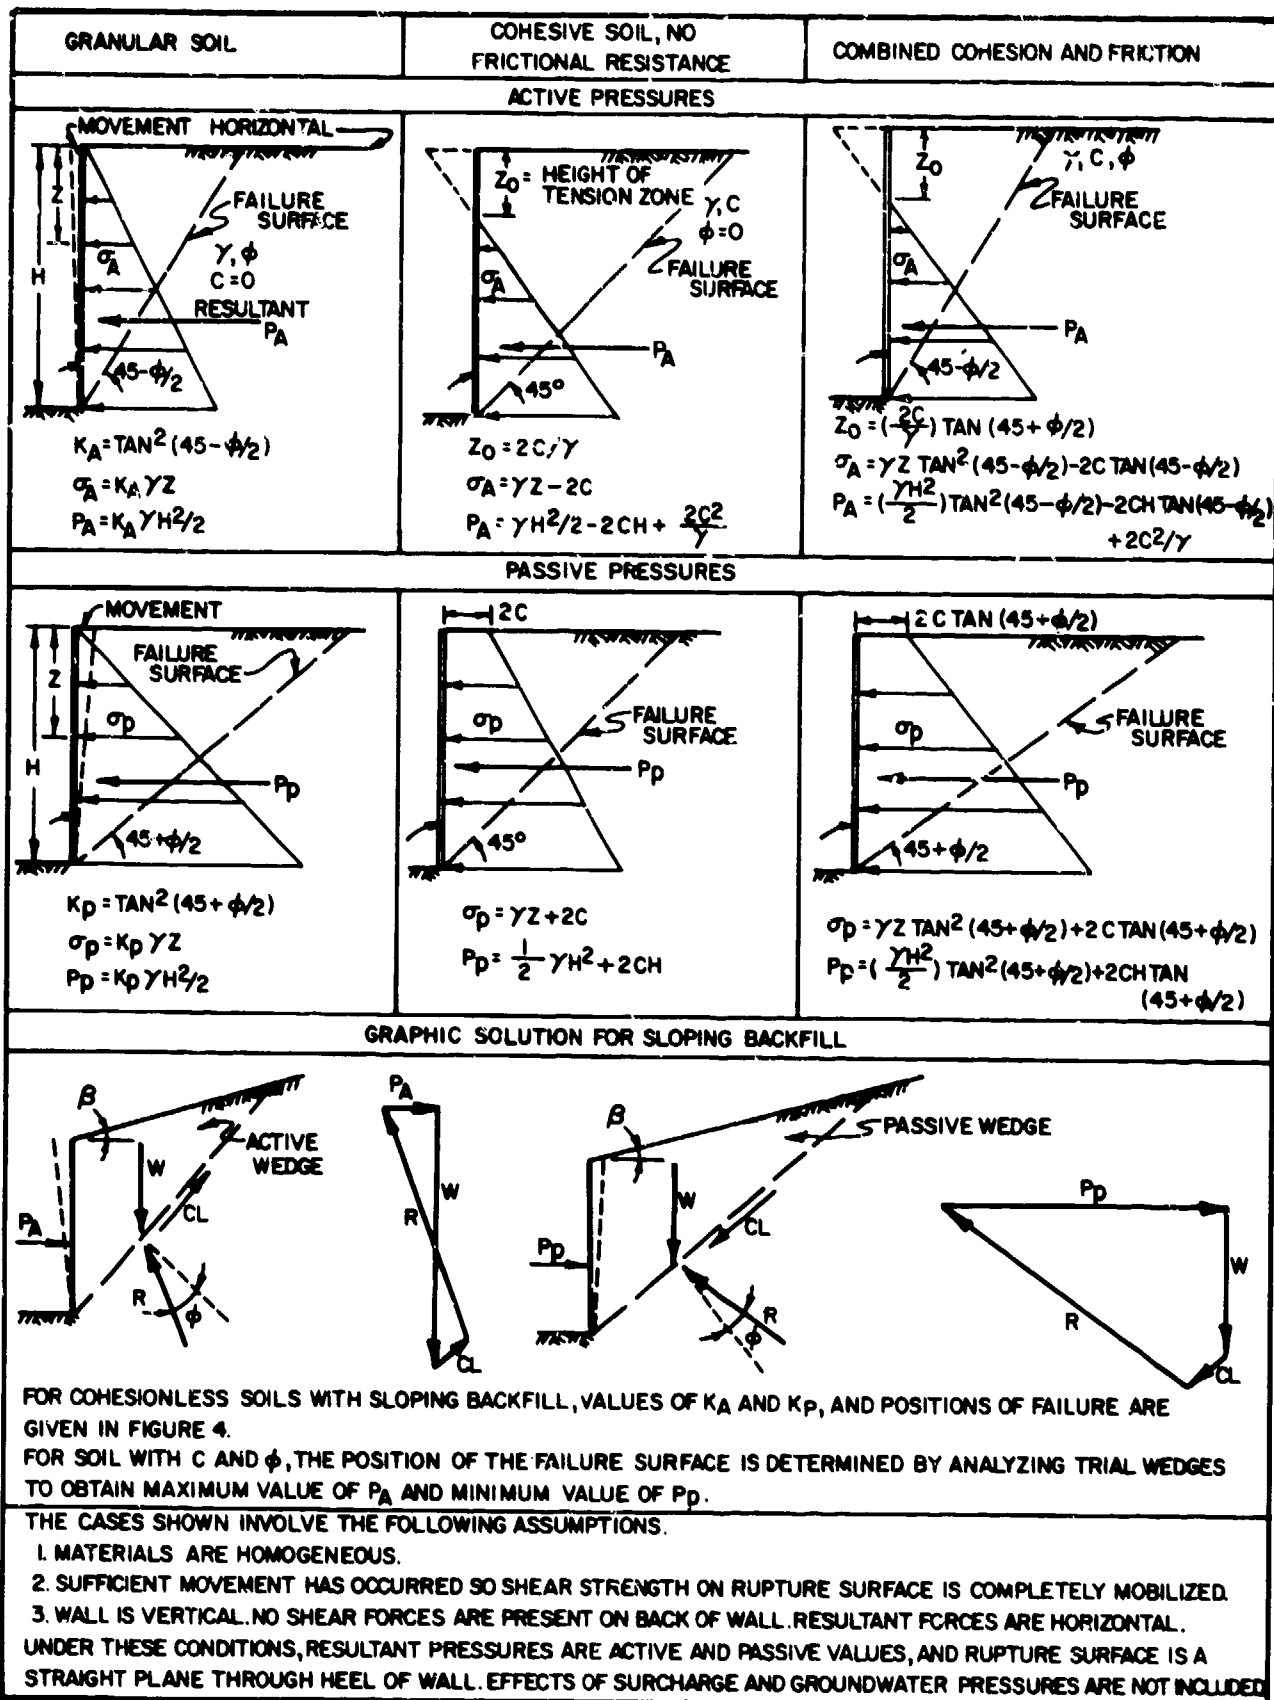 GRANULAR SOIL
COHESIVE SOIL, NO
FRICTIONAL RESISTANCE
COMBINED COHESION AND FRICTION
ACTIVE PRESSURES
MOVEMENT HORIZONTAL
Z
H
σA
FAILURE
SURFACE
γ, φ
C=0
RESULTANT
PA
45-φ/2
KA=TAN²(45-φ/2)
σA=KA γZ
PA=KA γH²/2
Z0= HEIGHT OF
TENSION ZONE
γ, C
φ=0
σA
FAILURE
SURFACE
PA
45°
Z0=2C/γ
σA=γZ-2C
PA=γH²/2-2CH+ 2C²/γ
Z0
γ, C, φ
FAILURE
SURFACE
σA
PA
45-φ/2
Z0=(2C/γ) TAN (45+φ/2)
σA=γZ TAN²(45-φ/2)-2C TAN(45-φ/2)
PA=(γH²/2)TAN²(45-φ/2)-2CH TAN(45-φ/2)
+2C²/γ
PASSIVE PRESSURES
MOVEMENT
FAILURE
SURFACE
Z
H
σp
Pp
45+φ/2
Kp=TAN²(45+φ/2)
σp=Kp γZ
Pp=Kp γH²/2
2C
σp
FAILURE
SURFACE
Pp
45°
σp=γZ+2C
Pp=1/2 γH²+2CH
2C TAN (45+φ/2)
σp
FAILURE
SURFACE
Pp
45+φ/2
σp=γZ TAN²(45+φ/2)+2C TAN(45+φ/2)
Pp=(γH²/2) TAN²(45+φ/2)+2CH TAN
(45+φ/2)
GRAPHIC SOLUTION FOR SLOPING BACKFILL
β
ACTIVE
WEDGE
W
CL
PA
R
φ
PA
W
R
CL
β
PASSIVE WEDGE
W
CL
Pp
R
φ
Pp
W
R
CL
FOR COHESIONLESS SOILS WITH SLOPING BACKFILL, VALUES OF KA AND Kp, AND POSITIONS OF FAILURE ARE
GIVEN IN FIGURE 4.
FOR SOIL WITH C AND φ, THE POSITION OF THE FAILURE SURFACE IS DETERMINED BY ANALYZING TRIAL WEDGES
TO OBTAIN MAXIMUM VALUE OF PA AND MINIMUM VALUE OF Pp.
THE CASES SHOWN INVOLVE THE FOLLOWING ASSUMPTIONS.
1. MATERIALS ARE HOMOGENEOUS.
2. SUFFICIENT MOVEMENT HAS OCCURRED SO SHEAR STRENGTH ON RUPTURE SURFACE IS COMPLETELY MOBILIZED.
3. WALL IS VERTICAL. NO SHEAR FORCES ARE PRESENT ON BACK OF WALL. RESULTANT FORCES ARE HORIZONTAL.
UNDER THESE CONDITIONS, RESULTANT PRESSURES ARE ACTIVE AND PASSIVE VALUES, AND RUPTURE SURFACE IS A
STRAIGHT PLANE THROUGH HEEL OF WALL. EFFECTS OF SURCHARGE AND GROUNDWATER PRESSURES ARE NOT INCLUDED